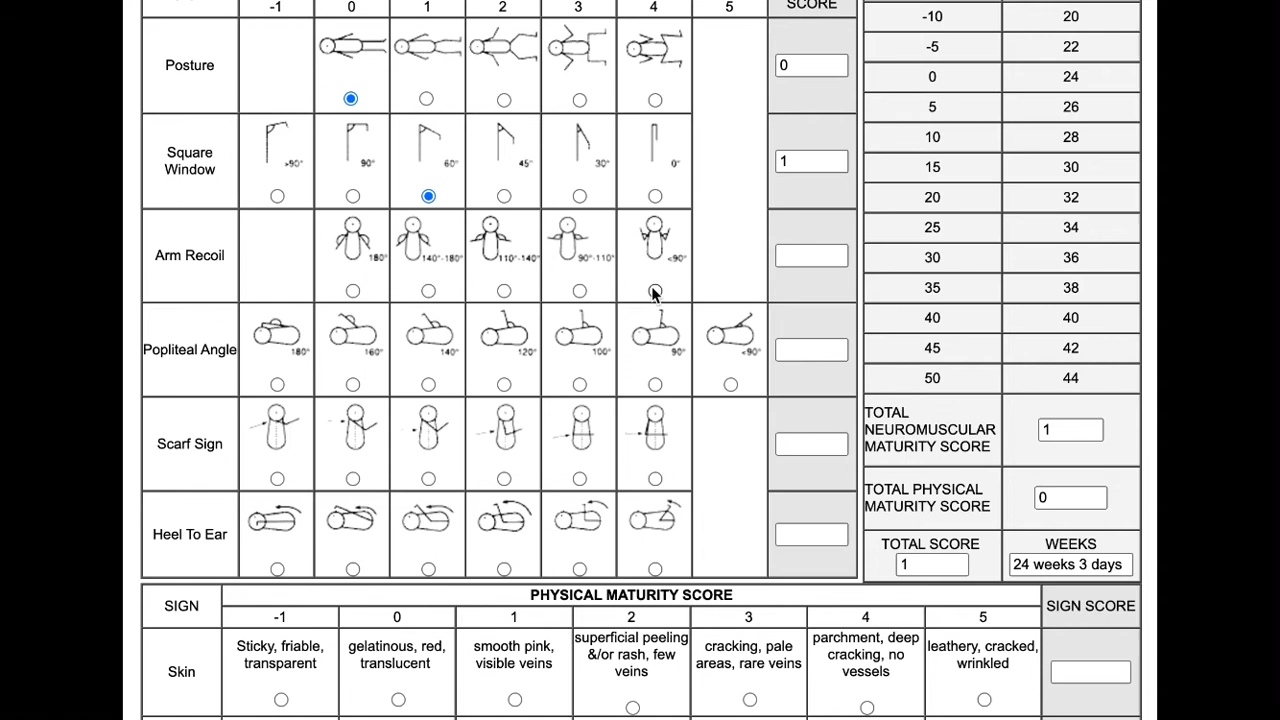 -1 0 1 2 3 4 5 SCORE
Posture
0
Square
Window
>90° 90° 60° 45° 30° 0°
1
Arm Recoil
180° 140°-180° 110°-140° 90°-110° <90°
Popliteal Angle
180° 160° 140° 120° 100° 90° <90°
Scarf Sign
Heel To Ear
-10 20
-5 22
0 24
5 26
10 28
15 30
20 32
25 34
30 36
35 38
40 40
45 42
50 44
TOTAL
NEUROMUSCULAR
MATURITY SCORE
1
TOTAL PHYSICAL
MATURITY SCORE
0
TOTAL SCORE
1
WEEKS
24 weeks 3 days
SIGN
PHYSICAL MATURITY SCORE
SIGN SCORE
-1 0 1 2 3 4 5
Skin
Sticky, friable,
transparent
gelatinous, red,
translucent
smooth pink,
visible veins
superficial peeling
&/or rash, few
veins
cracking, pale
areas, rare veins
parchment, deep
cracking, no
vessels
leathery, cracked,
wrinkled